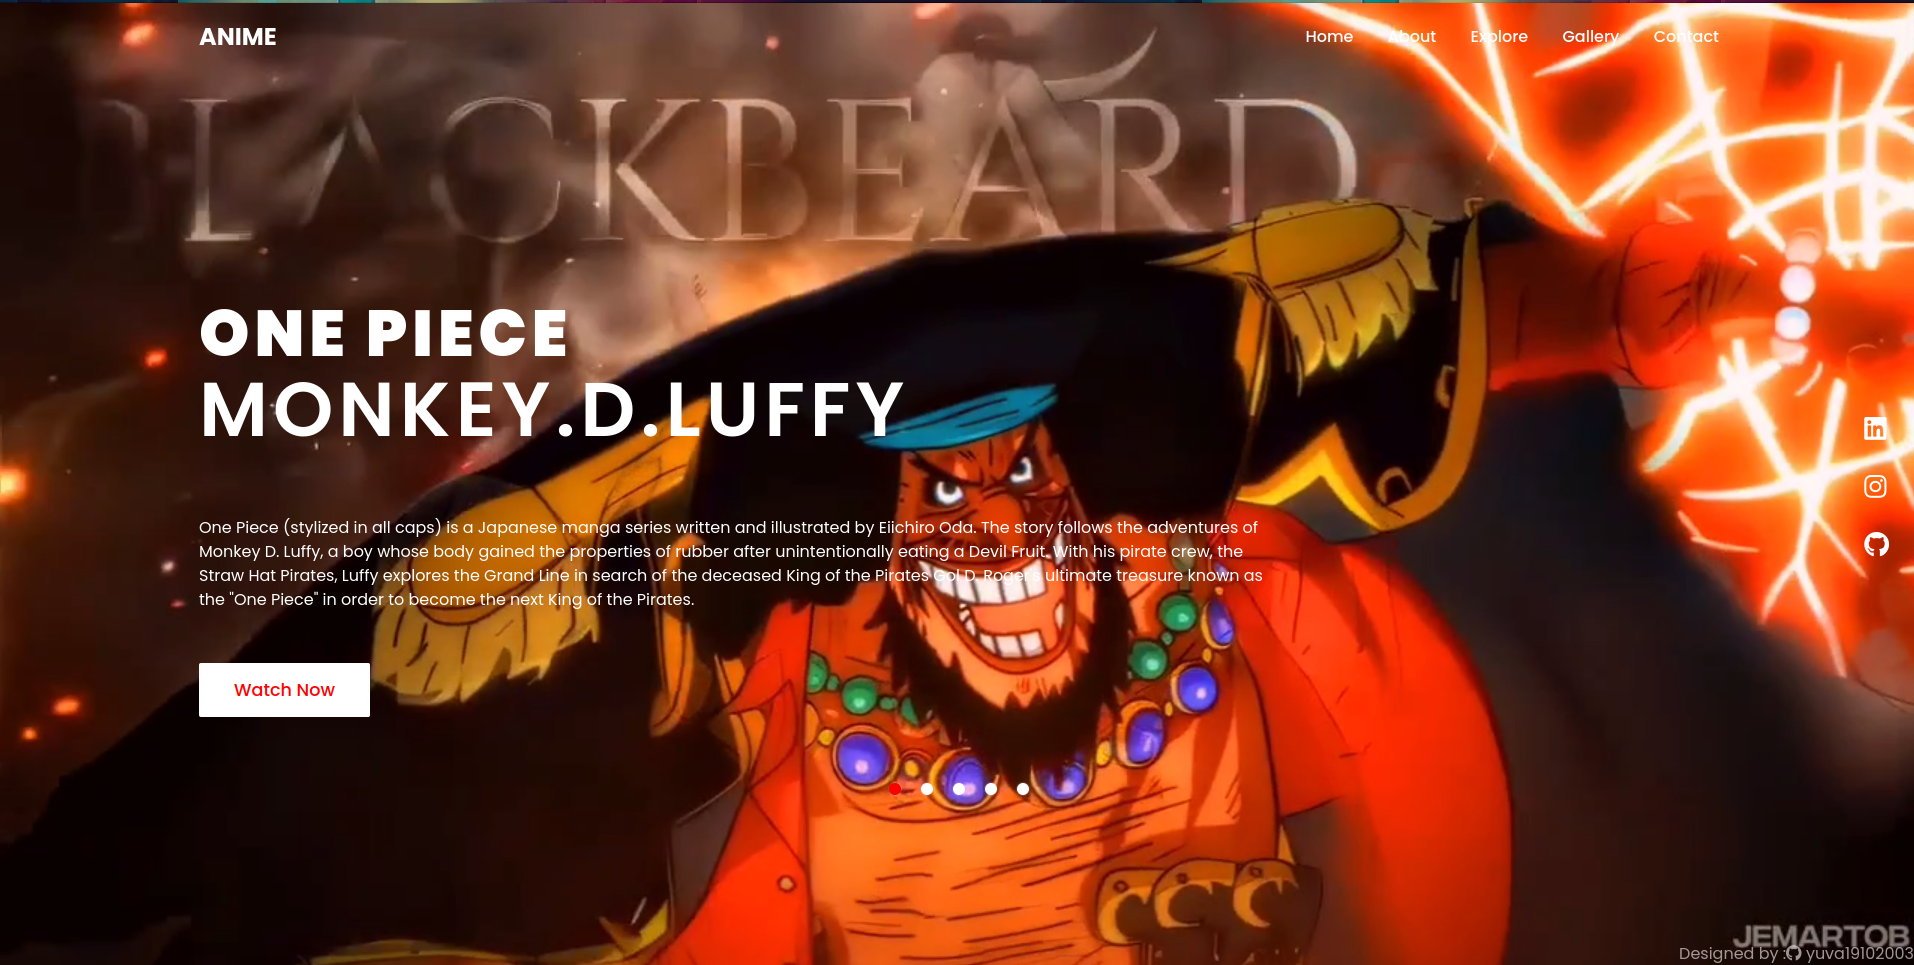 ANIME
Home About Explore Gallery Contact
BLACKBEARD
ONE PIECE
MONKEY.D.LUFFY
One Piece (stylized in all caps) is a Japanese manga series written and illustrated by Eiichiro Oda. The story follows the adventures of
Monkey D. Luffy, a boy whose body gained the properties of rubber after unintentionally eating a Devil Fruit. With his pirate crew, the
Straw Hat Pirates, Luffy explores the Grand Line in search of the deceased King of the Pirates Gol D. Roger's ultimate treasure known as
the "One Piece" in order to become the next King of the Pirates.
Watch Now
JEMARTOB
Designed by : yuva19102003